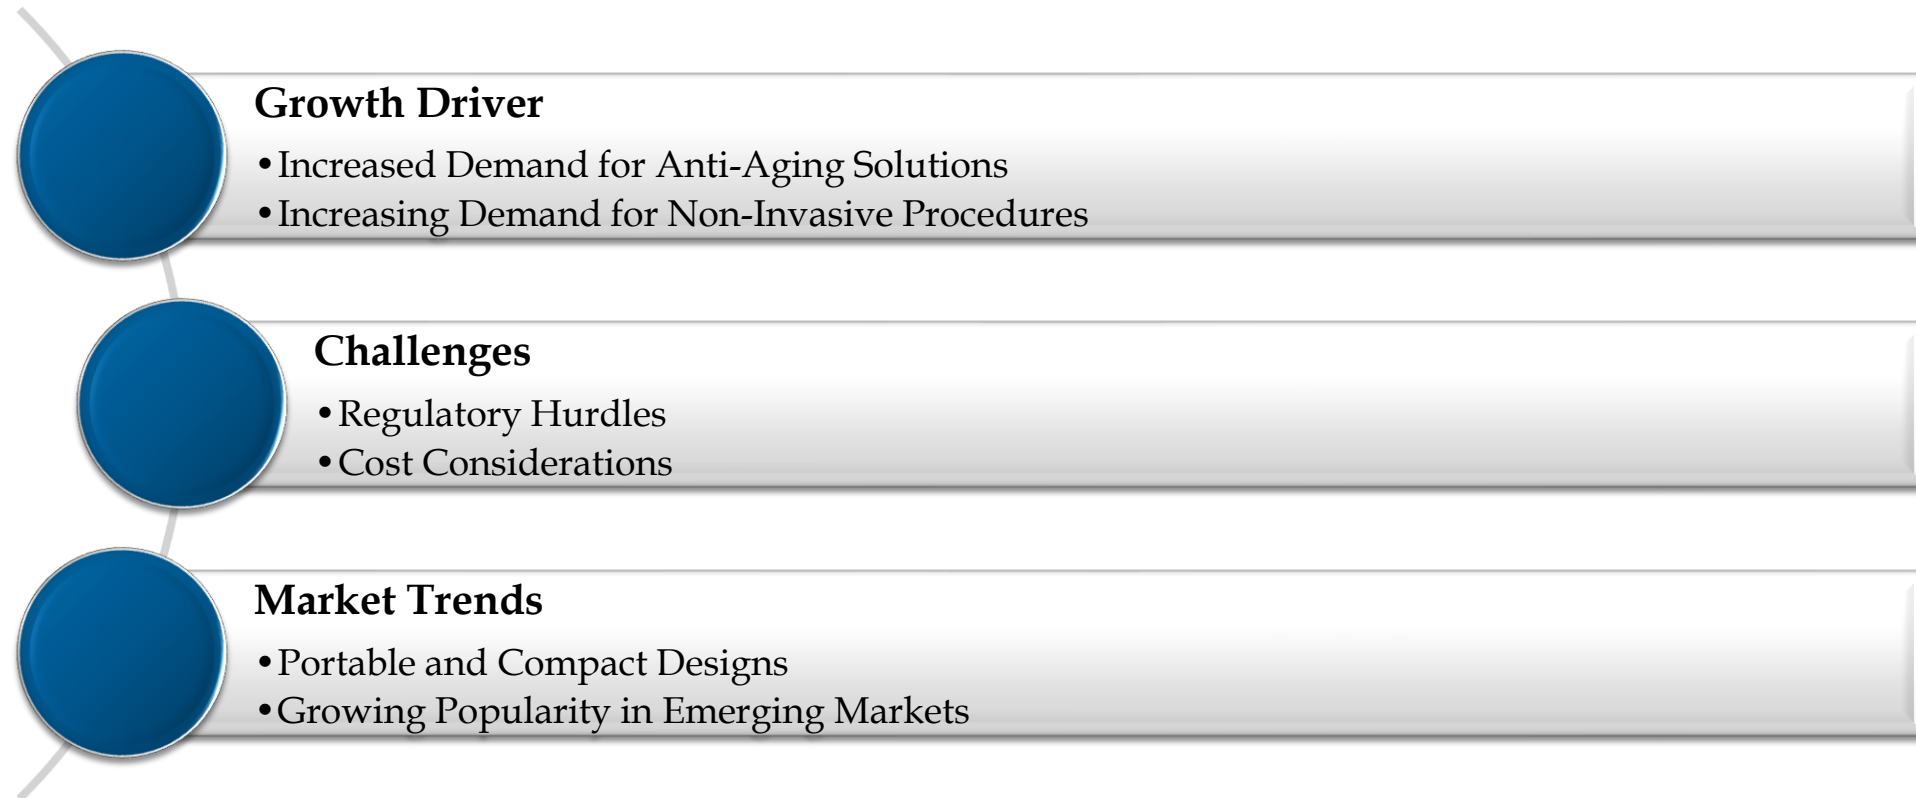 Growth Driver
•Increased Demand for Anti-Aging Solutions
•Increasing Demand for Non-Invasive Procedures
Challenges
•Regulatory Hurdles
•Cost Considerations
Market Trends
•Portable and Compact Designs
•Growing Popularity in Emerging Markets